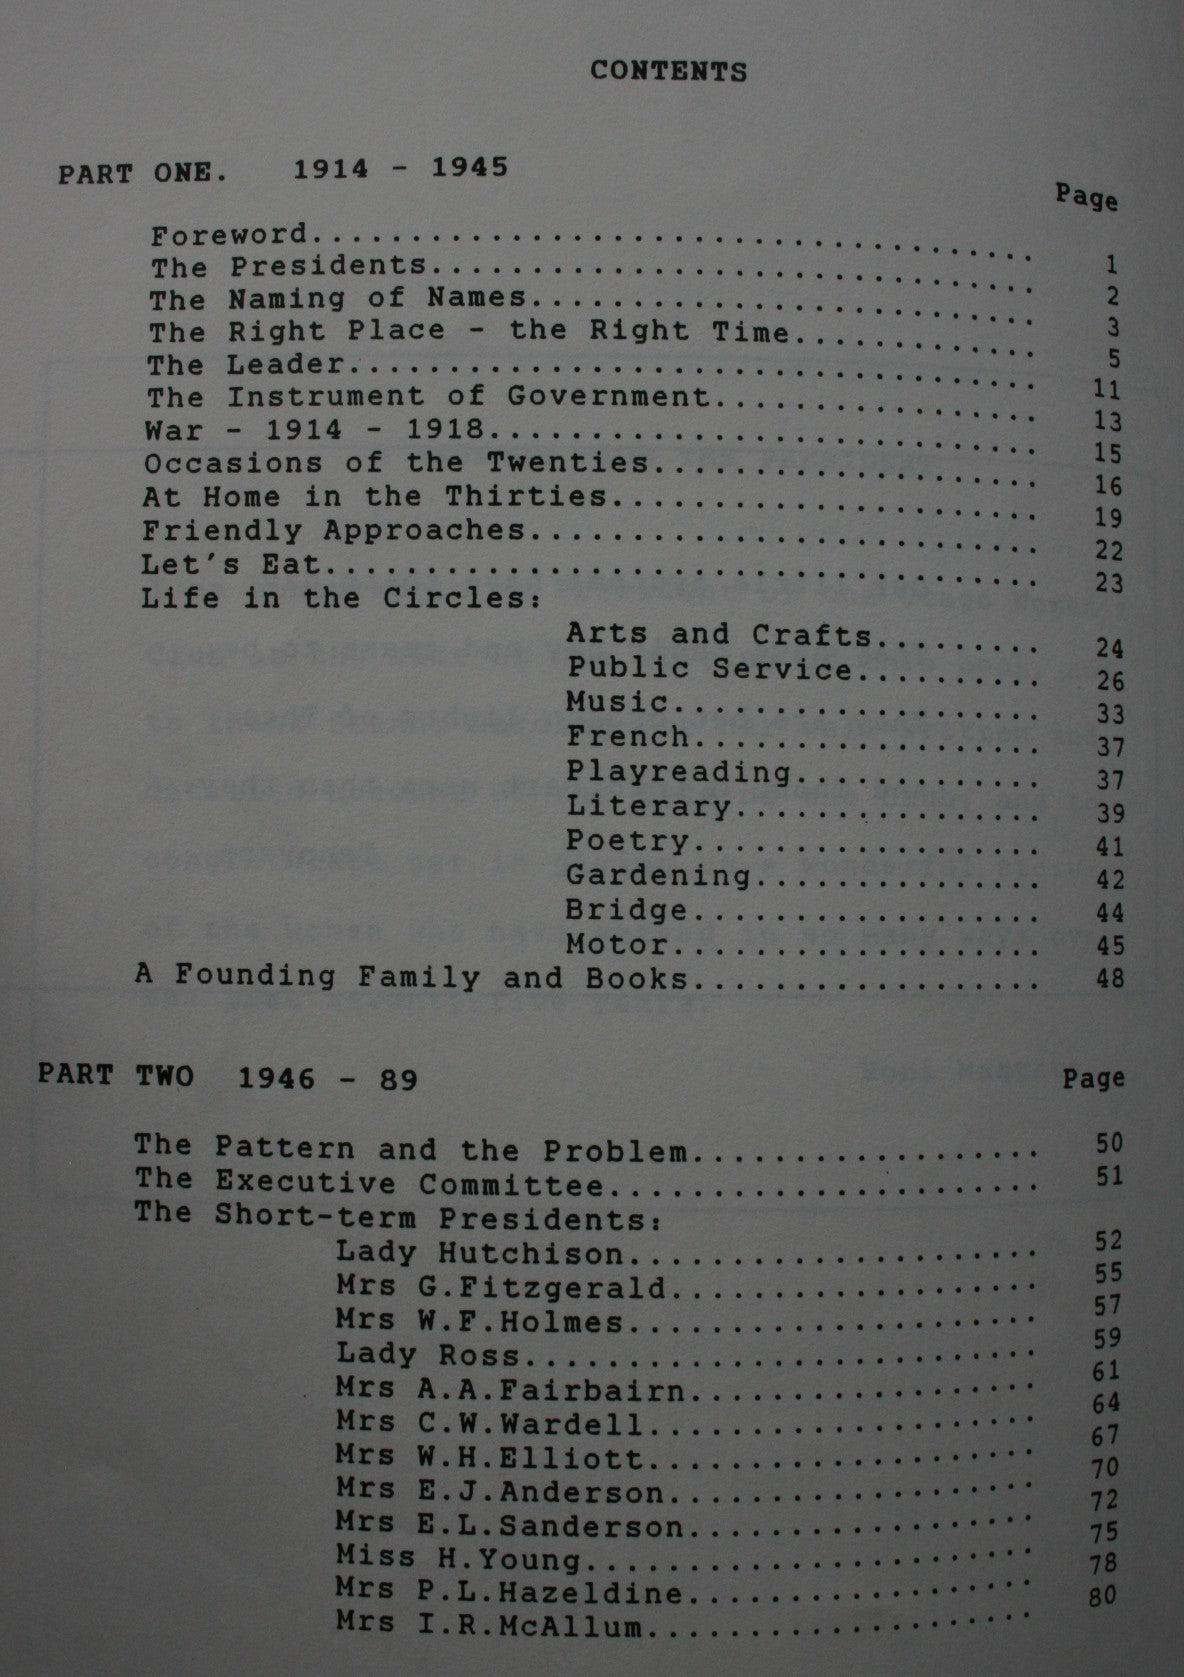 CONTENTS
PART ONE. 1914 - 1945
Page
Foreword.................................... 1
The Presidents.............................. 2
The Naming of Names......................... 3
The Right Place - the Right Time............ 5
The Leader.................................. 11
The Instrument of Government................ 13
War - 1914 - 1918........................... 15
Occasions of the Twenties................... 16
At Home in the Thirties..................... 19
Friendly Approaches......................... 22
Let's Eat................................... 23
Life in the Circles:
Arts and Crafts......... 24
Public Service.......... 26
Music................... 33
French.................. 37
Playreading............. 37
Literary................ 39
Poetry.................. 41
Gardening............... 42
Bridge.................. 44
Motor................... 45
A Founding Family and Books.................. 48
PART TWO 1946 - 89 Page
The Pattern and the Problem.................. 50
The Executive Committee...................... 51
The Short-term Presidents:
Lady Hutchison..................... 52
Mrs G.Fitzgerald................... 55
Mrs W.F.Holmes..................... 57
Lady Ross.......................... 59
Mrs A.A.Fairbairn.................. 61
Mrs C.W.Wardell.................... 64
Mrs W.H.Elliott.................... 67
Mrs E.J.Anderson................... 70
Mrs E.L.Sanderson.................. 72
Miss H.Young....................... 75
Mrs P.L.Hazeldine.................. 78
Mrs I.R.McAllum.................... 80